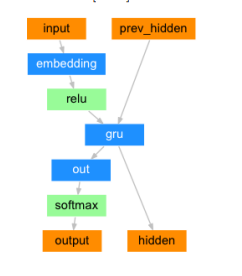 input prev_hidden
embedding
relu
gru
out
softmax
output hidden